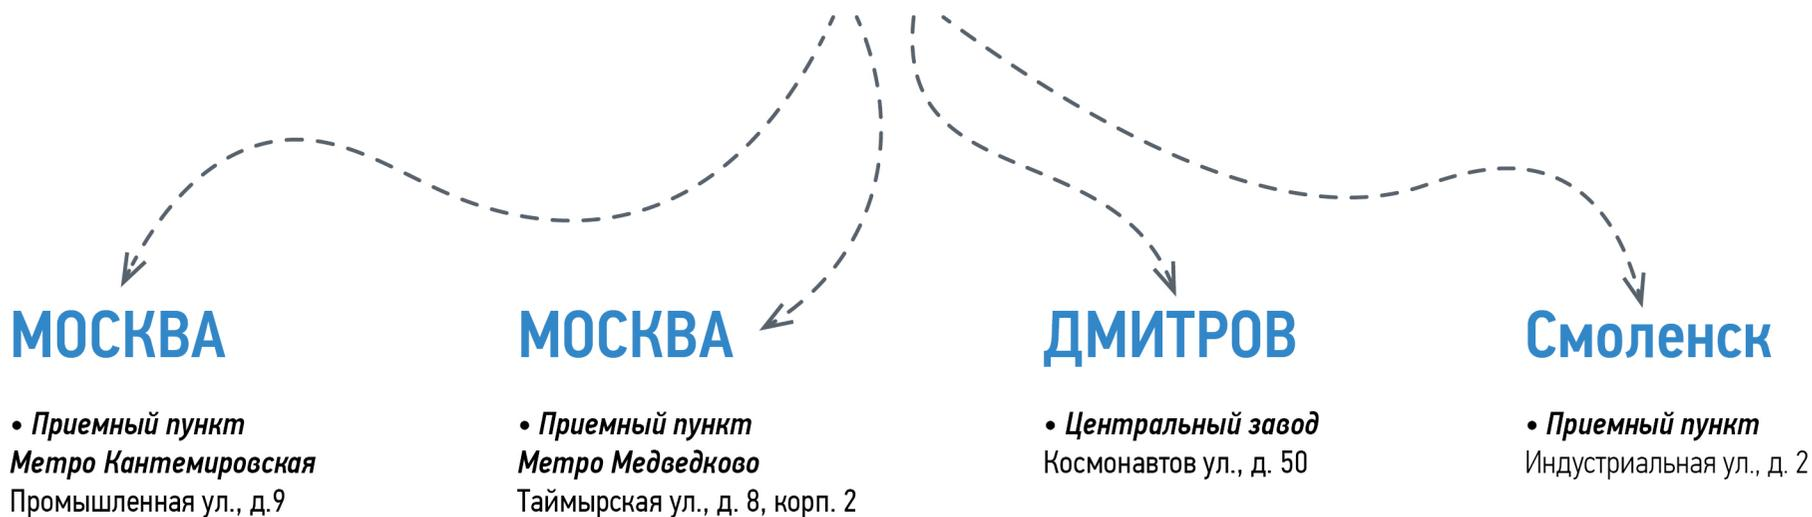 МОСКВА
• Приемный пункт
Метро Кантемировская
Промышленная ул., д.9
МОСКВА
• Приемный пункт
Метро Медведково
Таймырская ул., д. 8, корп. 2
ДМИТРОВ
• Центральный завод
Космонавтов ул., д. 50
Смоленск
• Приемный пункт
Индустриальная ул., д. 2